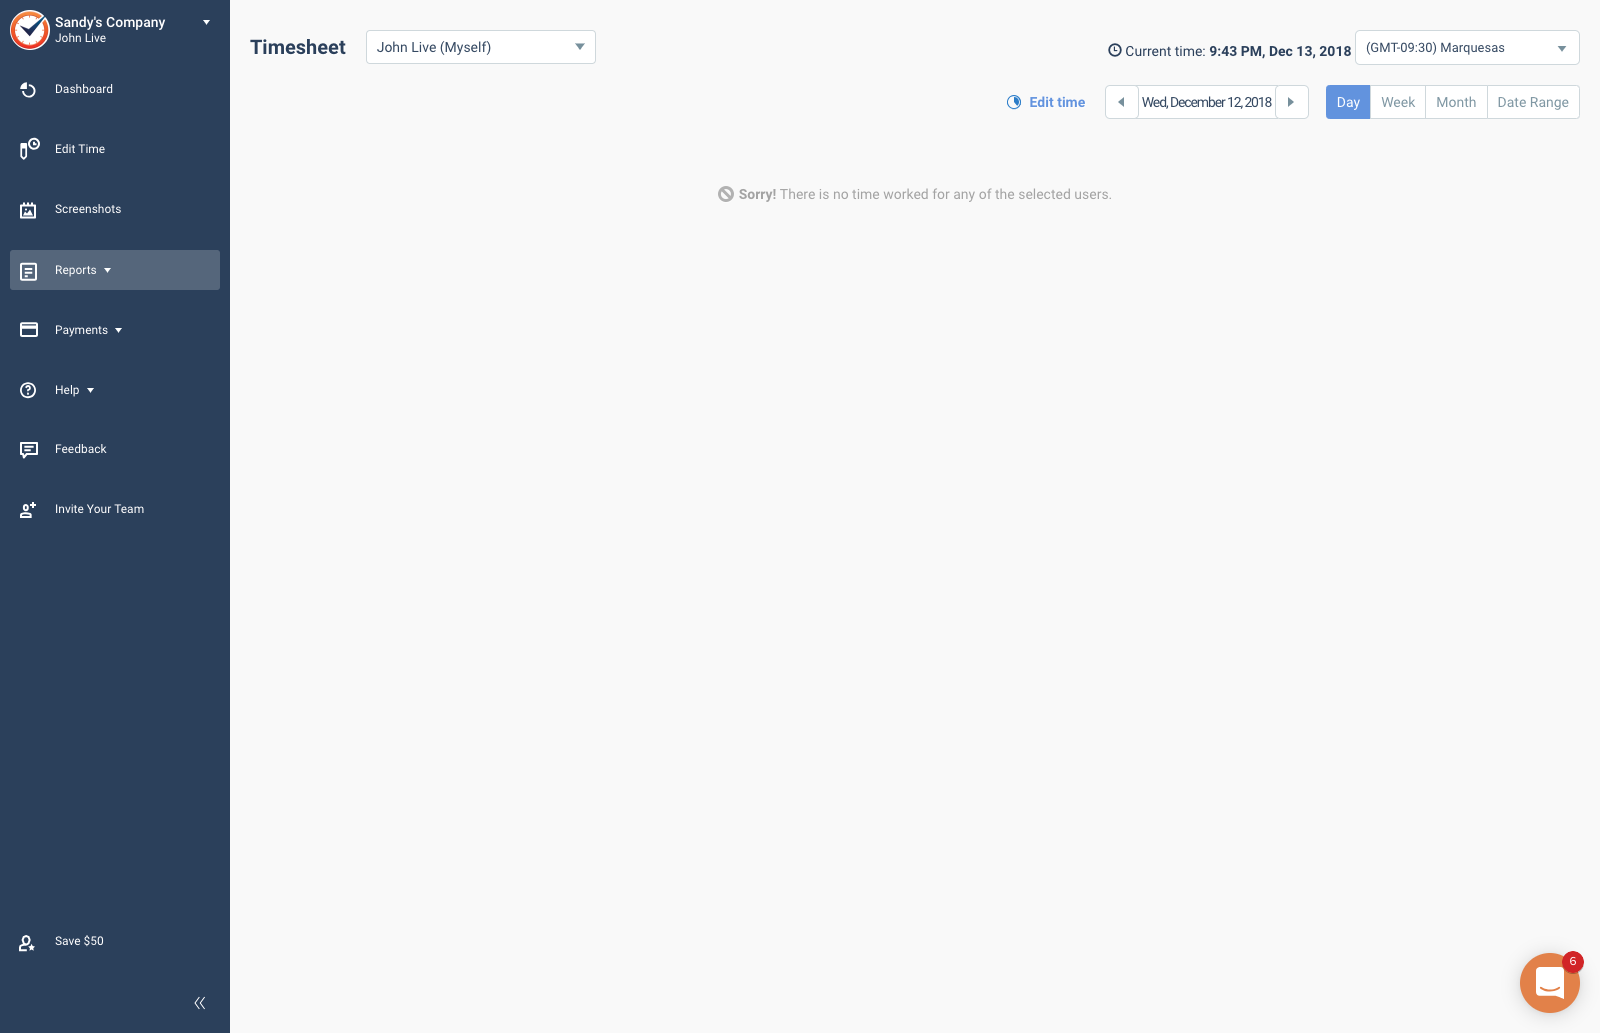 Sandy's Company
John Live
Dashboard
Edit Time
Screenshots
Reports
Payments
Help
Feedback
Invite Your Team
Save $50
Timesheet
John Live (Myself)
Current time: 9:43 PM, Dec 13, 2018
(GMT-09:30) Marquesas
Edit time
Wed, December 12, 2018
Day
Week
Month
Date Range
Sorry! There is no time worked for any of the selected users.
6